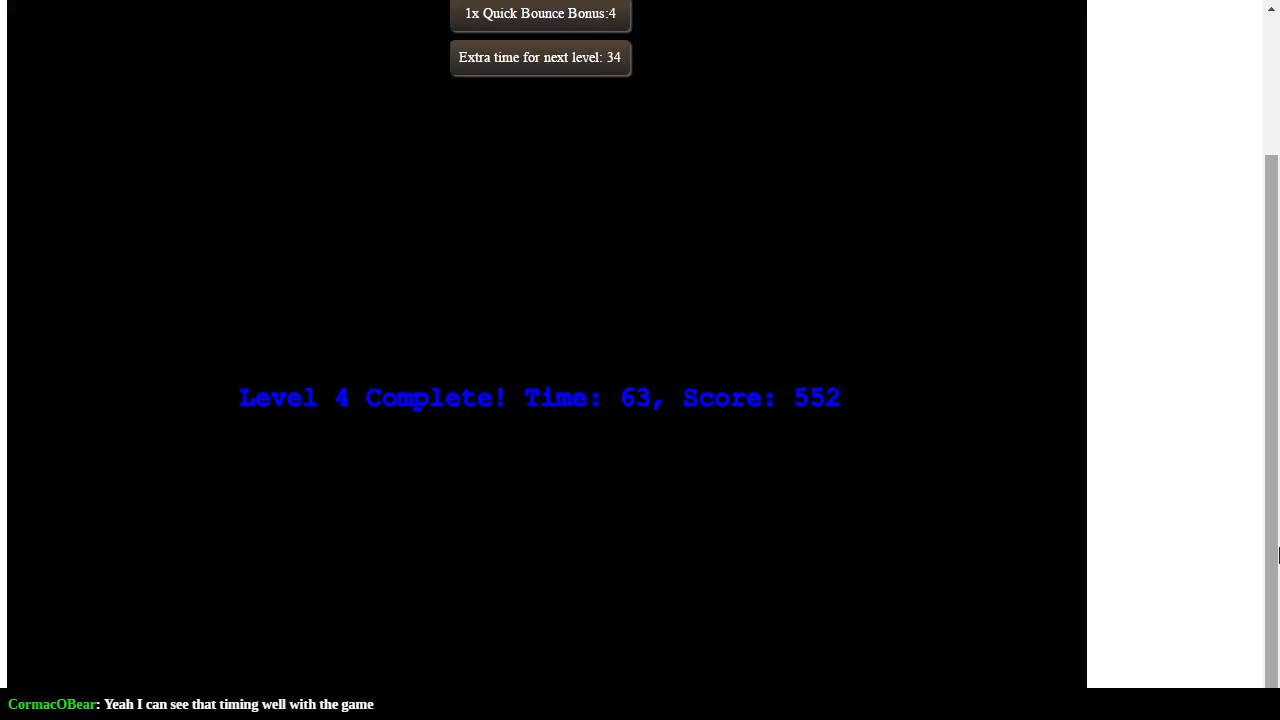 1x Quick Bounce Bonus:4
Extra time for next level: 34
Level 4 Complete! Time: 63, Score: 552
CormacOBear: Yeah I can see that timing well with the game